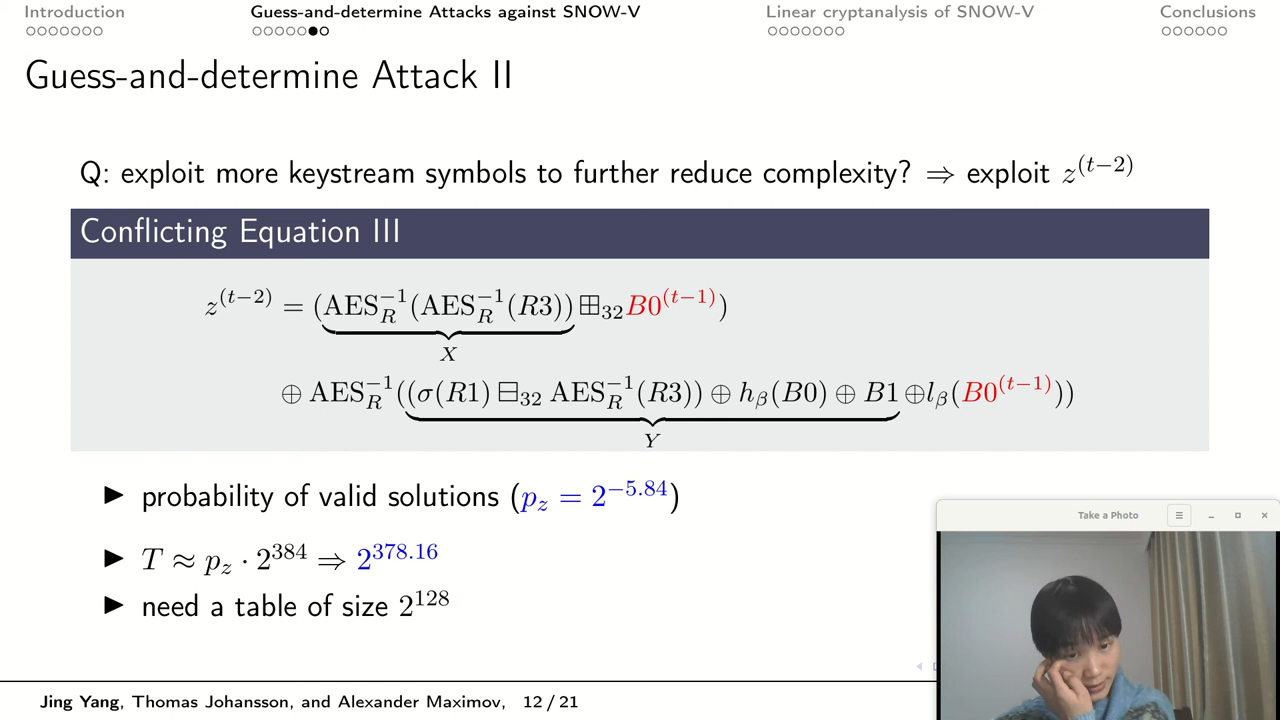 Introduction Guess-and-determine Attacks against SNOW-V Linear cryptanalysis of SNOW-V Conclusions
Guess-and-determine Attack II
Q: exploit more keystream symbols to further reduce complexity? ⇒ exploit z^(t−2)
Conflicting Equation III
z^(t−2) = (AES_R^−1(AES_R^−1(R3)) ⊞_32 B0^(t−1))
X
⊕ AES_R^−1((σ(R1) ⊟_32 AES_R^−1(R3)) ⊕ h_β(B0) ⊕ B1 ⊕l_β(B0^(t−1)))
Y
▶ probability of valid solutions (p_z = 2^−5.84)
Take a Photo
▶ T ≈ p_z · 2^384 ⇒ 2^378.16
▶ need a table of size 2^128
Jing Yang, Thomas Johansson, and Alexander Maximov, 12 / 21